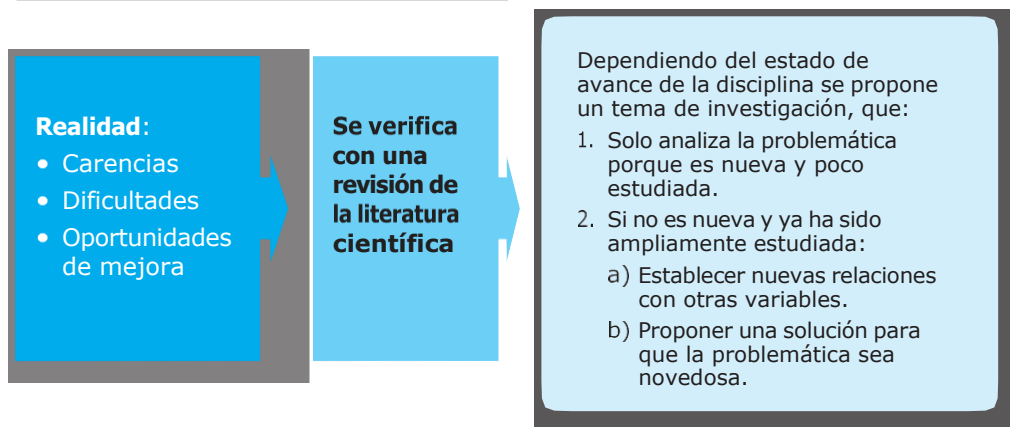 Realidad:
• Carencias
• Dificultades
• Oportunidades
de mejora
Se verifica
con una
revisión de
la literatura
científica
Dependiendo del estado de
avance de la disciplina se propone
un tema de investigación, que:
1. Solo analiza la problemática
porque es nueva y poco
estudiada.
2. Si no es nueva y ya ha sido
ampliamente estudiada:
a) Establecer nuevas relaciones
con otras variables.
b) Proponer una solución para
que la problemática sea
novedosa.